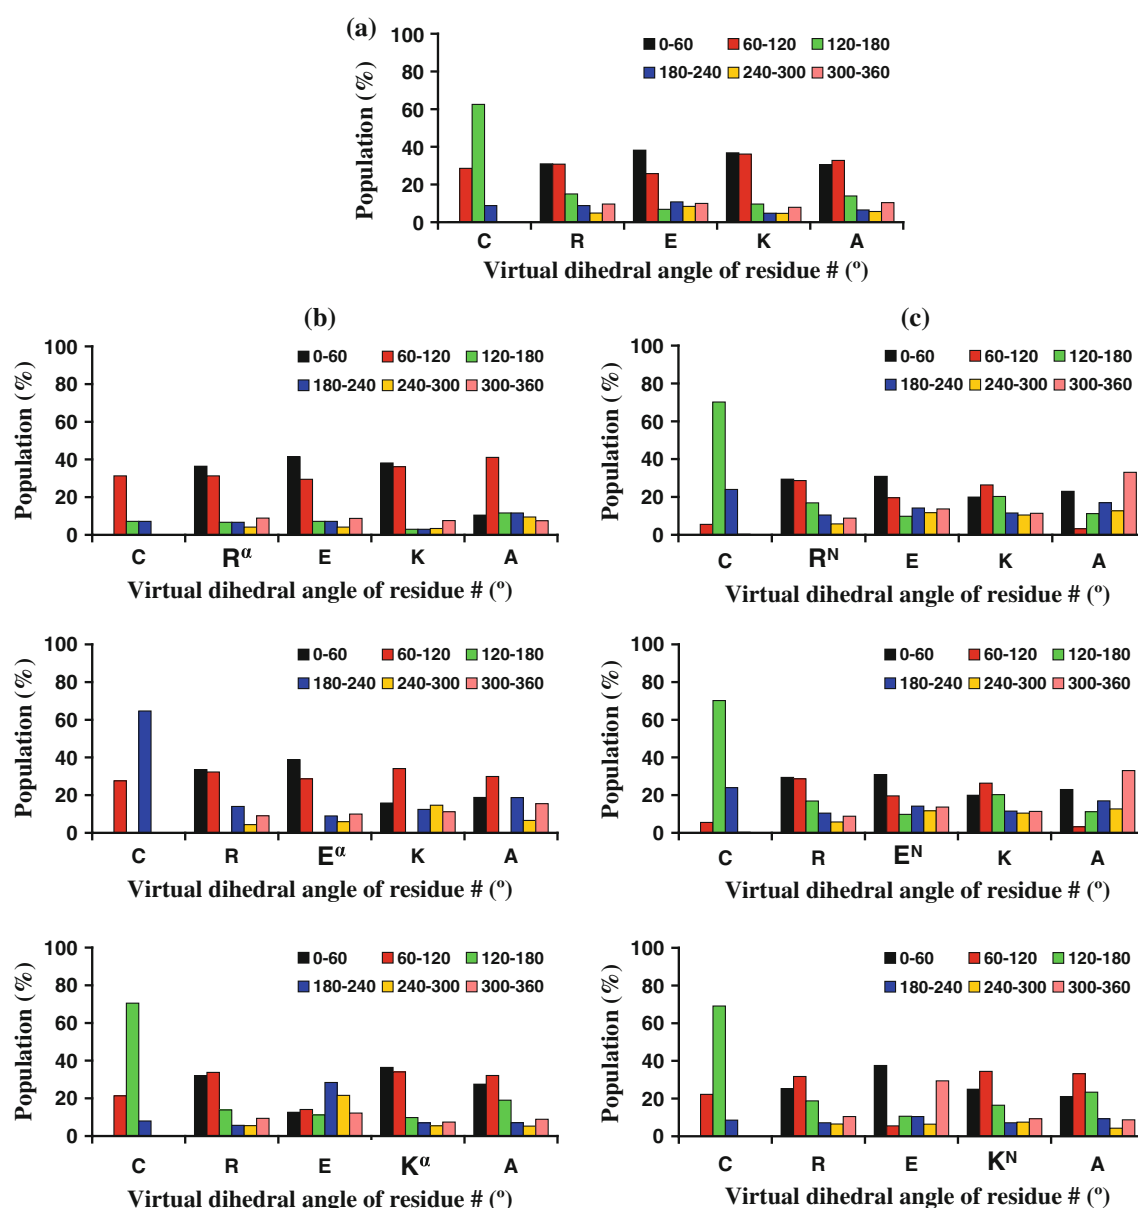 (a)
100
80
60
40
20
0
Population (%)
0-60 60-120 120-180
180-240 240-300 300-360
C R E K A
Virtual dihedral angle of residue # (º)
(b)
100
80
60
40
20
0
Population (%)
0-60 60-120 120-180
180-240 240-300 300-360
C Rα E K A
Virtual dihedral angle of residue # (º)
100
80
60
40
20
0
Population (%)
0-60 60-120 120-180
180-240 240-300 300-360
C R Eα K A
Virtual dihedral angle of residue # (º)
100
80
60
40
20
0
Population (%)
0-60 60-120 120-180
180-240 240-300 300-360
C R E Kα A
Virtual dihedral angle of residue # (º)
(c)
100
80
60
40
20
0
Population (%)
0-60 60-120 120-180
180-240 240-300 300-360
C RN E K A
Virtual dihedral angle of residue # (º)
100
80
60
40
20
0
Population (%)
0-60 60-120 120-180
180-240 240-300 300-360
C R EN K A
Virtual dihedral angle of residue # (º)
100
80
60
40
20
0
Population (%)
0-60 60-120 120-180
180-240 240-300 300-360
C R E KN A
Virtual dihedral angle of residue # (º)